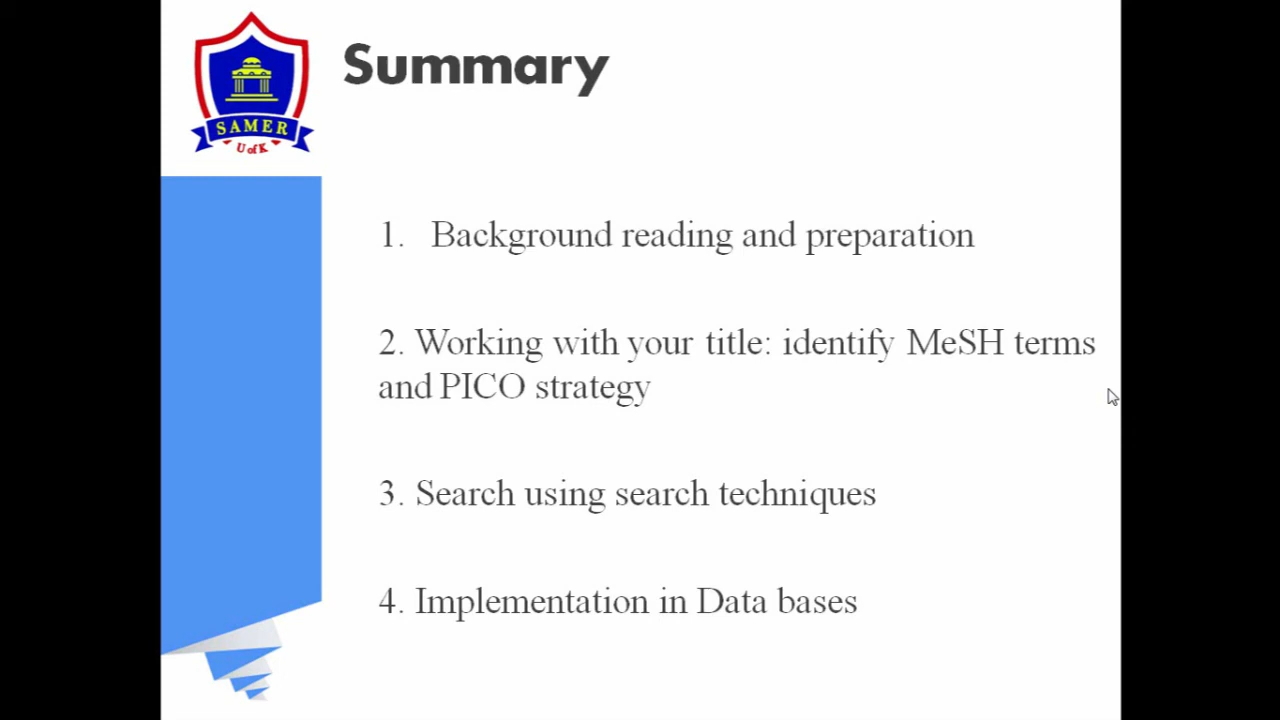 Summary
SAMER
U of K
1. Background reading and preparation
2. Working with your title: identify MeSH terms
and PICO strategy
3. Search using search techniques
4. Implementation in Data bases